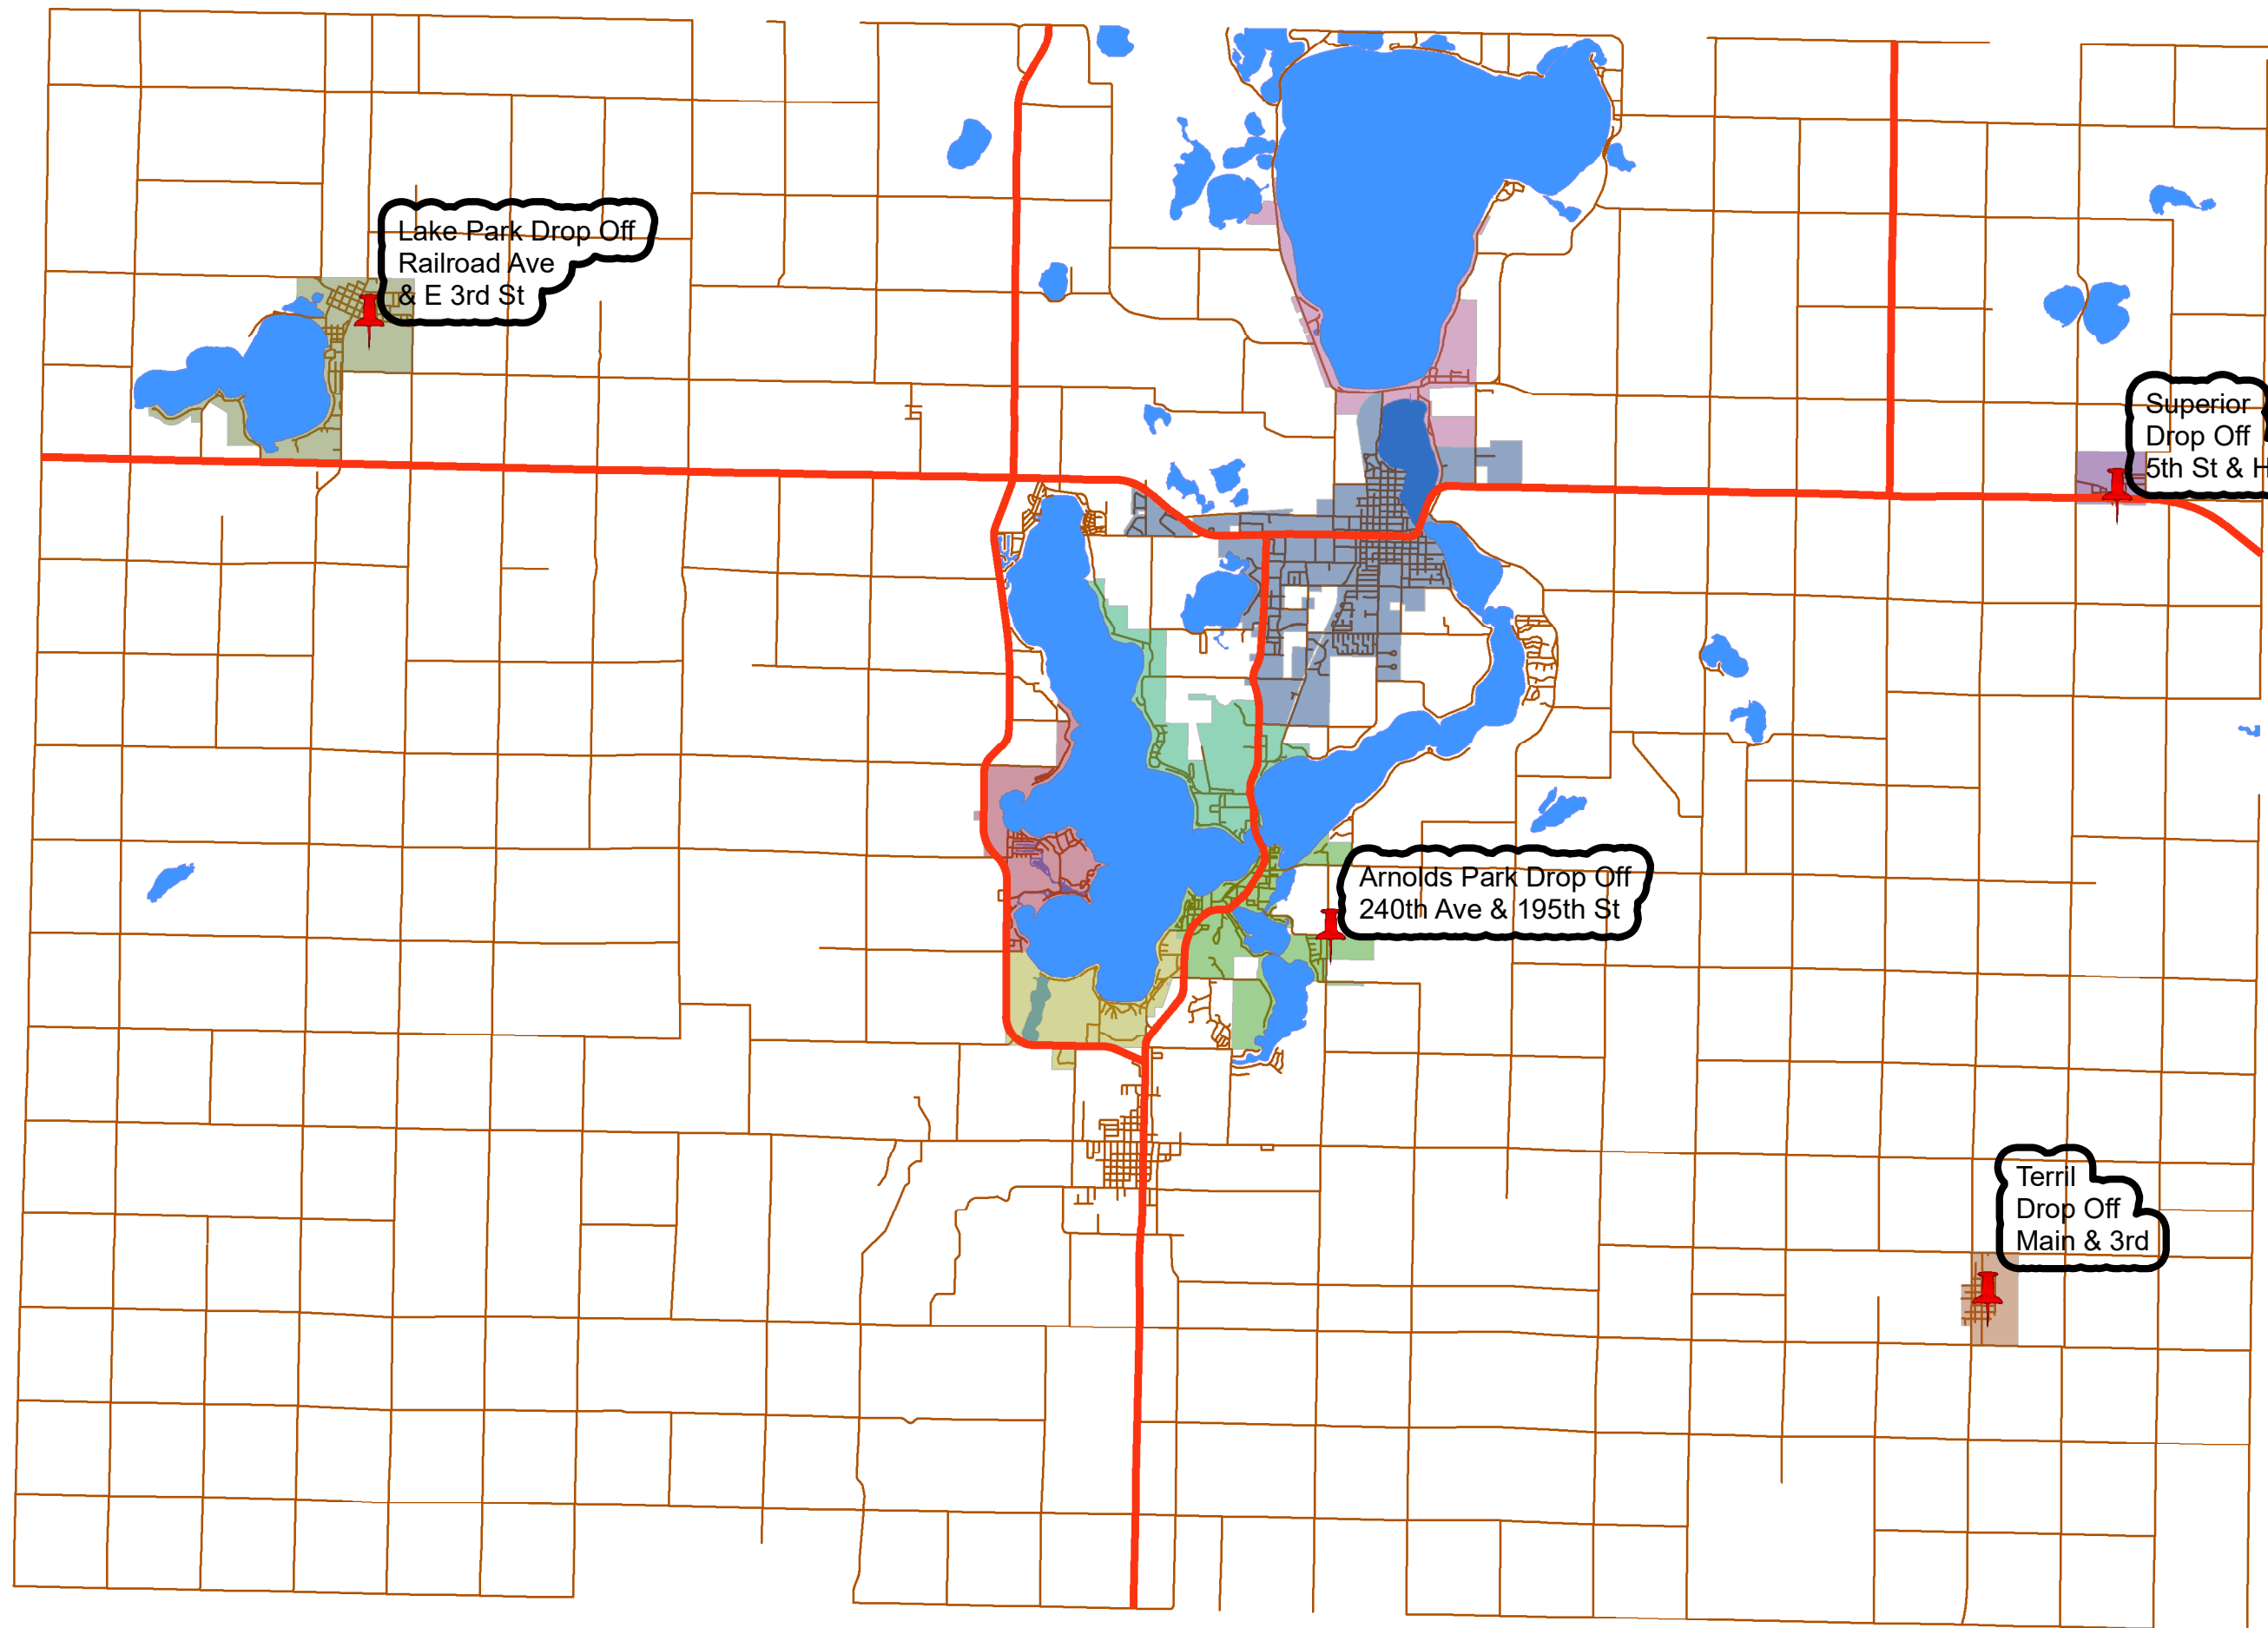 Lake Park Drop Off
Railroad Ave
& E 3rd St
Superior
Drop Off
5th St & H
Arnolds Park Drop Off
240th Ave & 195th St
Terril
Drop Off
Main & 3rd